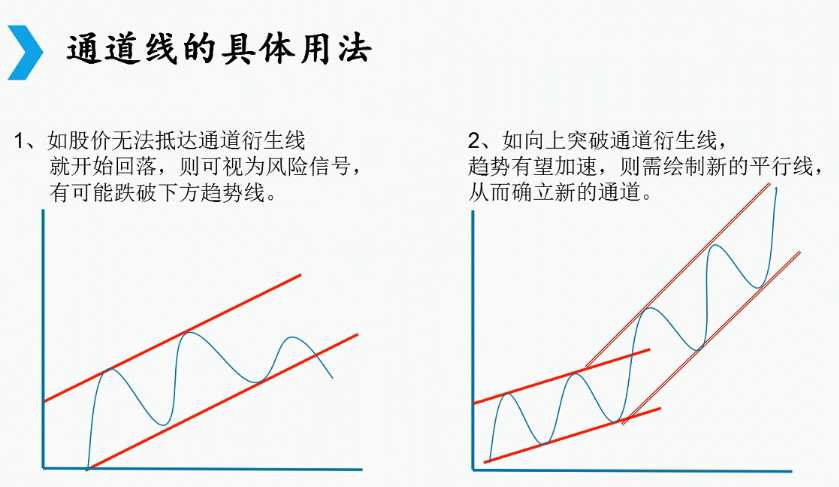 通道线的具体用法
1、如股价无法抵达通道衍生线
就开始回落，则可视为风险信号，
有可能跌破下方趋势线。
2、如向上突破通道衍生线，
趋势有望加速，则需绘制新的平行线，
从而确立新的通道。